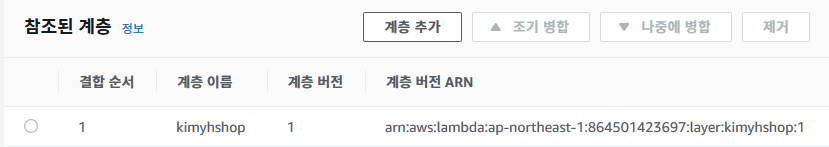 참조된 계층 정보
계층 추가 ▲ 조기 병합 ▼ 나중에 병합 제거
결합 순서 계층 이름 계층 버전 계층 버전 ARN
1 kimyhshop 1 arn:aws:lambda:ap-northeast-1:864501423697:layer:kimyhshop:1